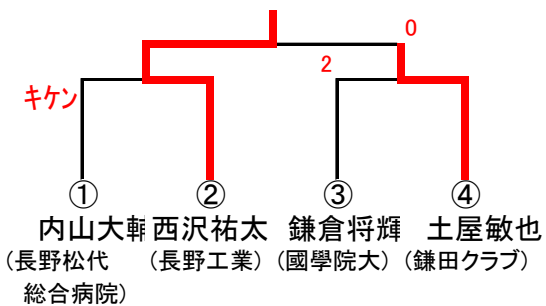 0
2
キケン
① ② ③ ④
内山大輔 西沢祐太 鎌倉将輝 土屋敏也
(長野松代 (長野工業) (國學院大) (鎌田クラブ)
総合病院)